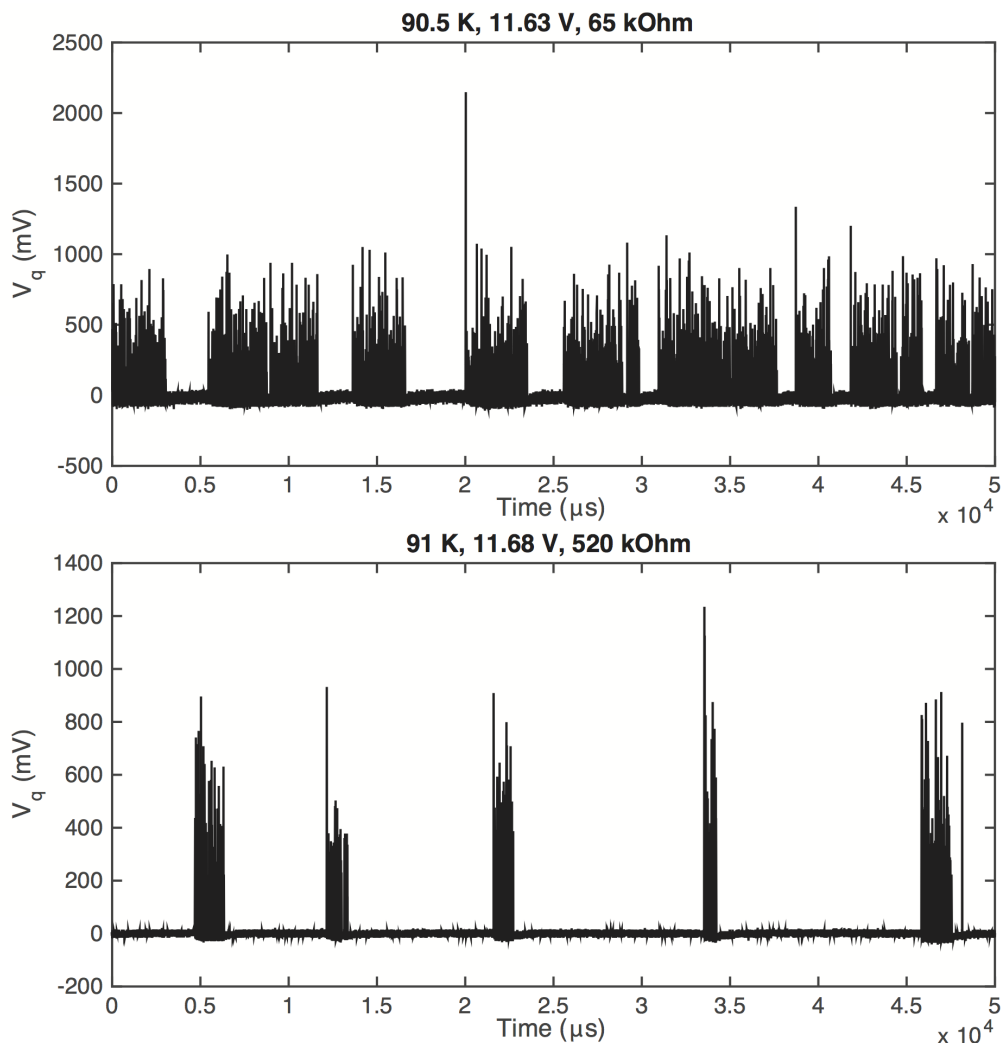 90.5 K, 11.63 V, 65 kOhm
2500
2000
1500
1000
500
0
-500
V_q (mV)
0 0.5 1 1.5 2 2.5 3 3.5 4 4.5 5
Time (µs)
x 10^4
91 K, 11.68 V, 520 kOhm
1400
1200
1000
800
600
400
200
0
-200
V_q (mV)
0 0.5 1 1.5 2 2.5 3 3.5 4 4.5 5
Time (µs)
x 10^4